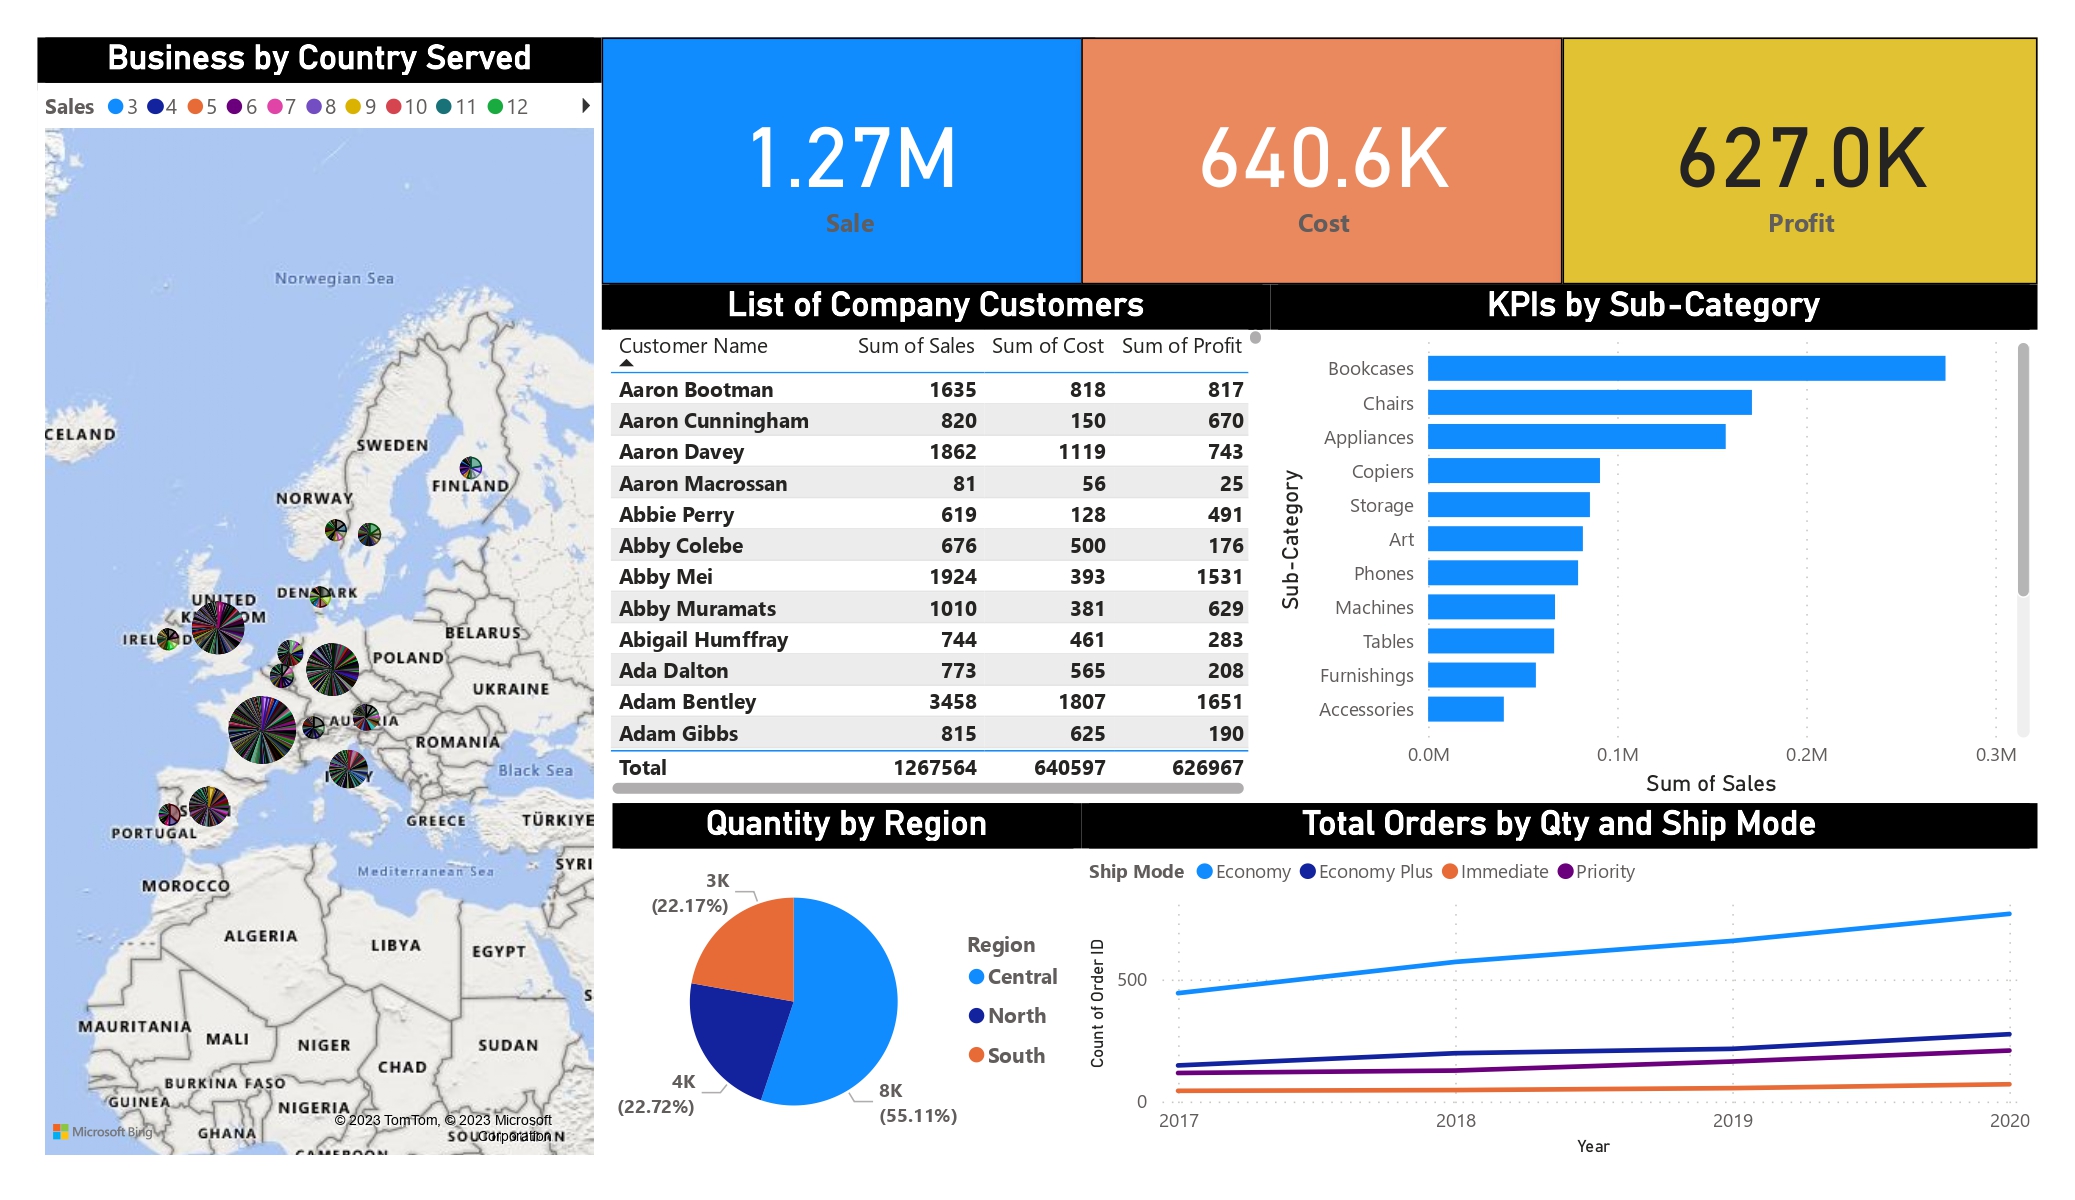 Business by Country Served
Sales 3 4 5 6 7 8 9 10 11 12
Norwegian Sea
CELAND
SWEDEN
FINLAND
NORWAY
DENMARK
UNITED
KINGDOM
IRELAND
BELARUS
POLAND
UKRAINE
AUSTRIA
ROMANIA
ITALY
Black Sea
PORTUGAL
GREECE
TÜRKIYE
Mediterranean Sea
SYRI
MOROCCO
ALGERIA
LIBYA
EGYPT
S
MAURITANIA
MALI
NIGER
CHAD
SUDAN
BURKINA FASO
GUINEA
NIGERIA
© 2023 TomTom, © 2023 Microsoft
Corporation
Microsoft Bing
GHANA
SOUTH SUDAN
CAMEROON
1.27M
Sale
640.6K
Cost
627.0K
Profit
List of Company Customers
Customer Name Sum of Sales Sum of Cost Sum of Profit
Aaron Bootman 1635 818 817
Aaron Cunningham 820 150 670
Aaron Davey 1862 1119 743
Aaron Macrossan 81 56 25
Abbie Perry 619 128 491
Abby Colebe 676 500 176
Abby Mei 1924 393 1531
Abby Muramats 1010 381 629
Abigail Humffray 744 461 283
Ada Dalton 773 565 208
Adam Bentley 3458 1807 1651
Adam Gibbs 815 625 190
Total 1267564 640597 626967
KPIs by Sub-Category
Sub-Category
Bookcases
Chairs
Appliances
Copiers
Storage
Art
Phones
Machines
Tables
Furnishings
Accessories
0.0M 0.1M 0.2M 0.3M
Sum of Sales
Quantity by Region
3K
(22.17%)
4K
(22.72%)
8K
(55.11%)
Region
Central
North
South
Total Orders by Qty and Ship Mode
Ship Mode Economy Economy Plus Immediate Priority
Count of Order ID
500
0
2017 2018 2019 2020
Year